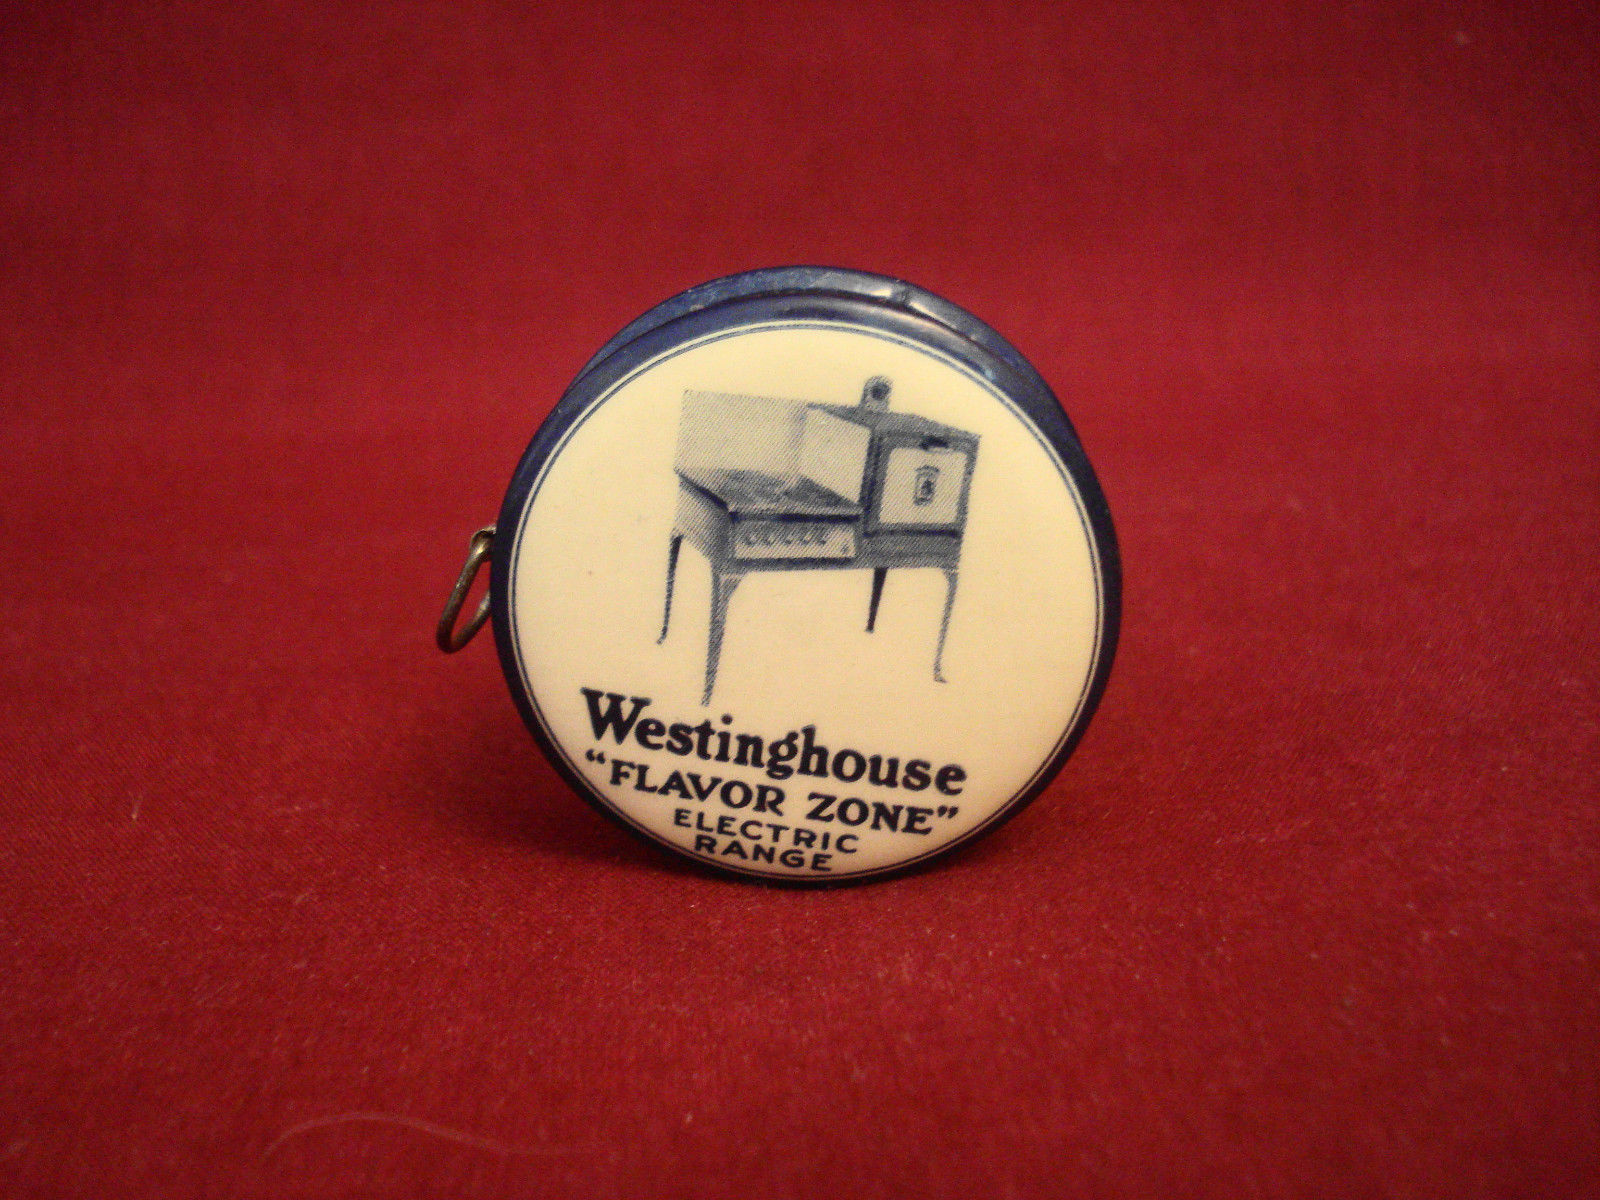 Westinghouse
“FLAVOR ZONE”
ELECTRIC
RANGE